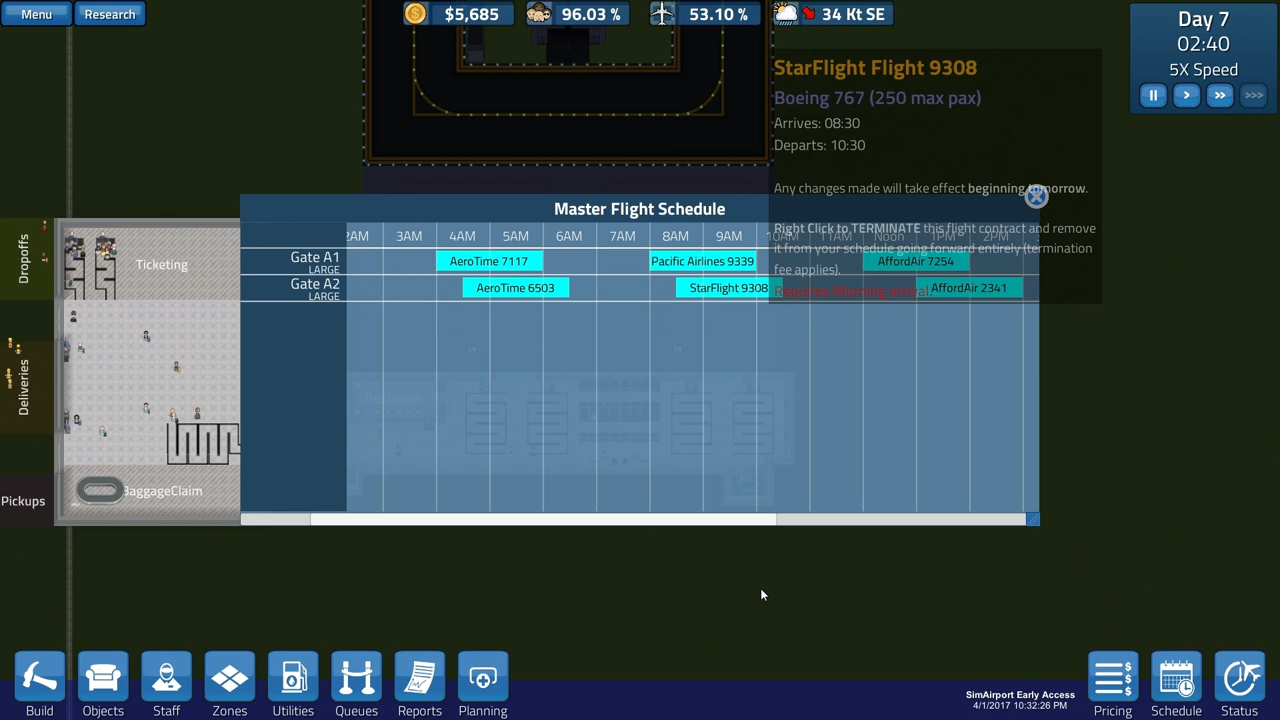 Menu
Research
$5,685
96.03 %
53.10 %
34 Kt SE
Day 7
02:40
5X Speed
StarFlight Flight 9308
Boeing 767 (250 max pax)
Arrives: 08:30
Departs: 10:30
Any changes made will take effect beginning tomorrow.
Right Click to TERMINATE this flight contract and remove
it from your schedule going forward entirely (termination
fee applies).
Requires Morning arrival.
Master Flight Schedule
2AM 3AM 4AM 5AM 6AM 7AM 8AM 9AM 10AM 11AM Noon 1PM 2PM
Gate A1
LARGE
AeroTime 7117
Pacific Airlines 9339
AffordAir 7254
Gate A2
LARGE
AeroTime 6503
StarFlight 9308
AffordAir 2341
Dropoffs
Deliveries
Pickups
Ticketing
BaggageClaim
Build
Objects
Staff
Zones
Utilities
Queues
Reports
Planning
SimAirport Early Access
4/1/2017 10:32:26 PM
Pricing
Schedule
Status